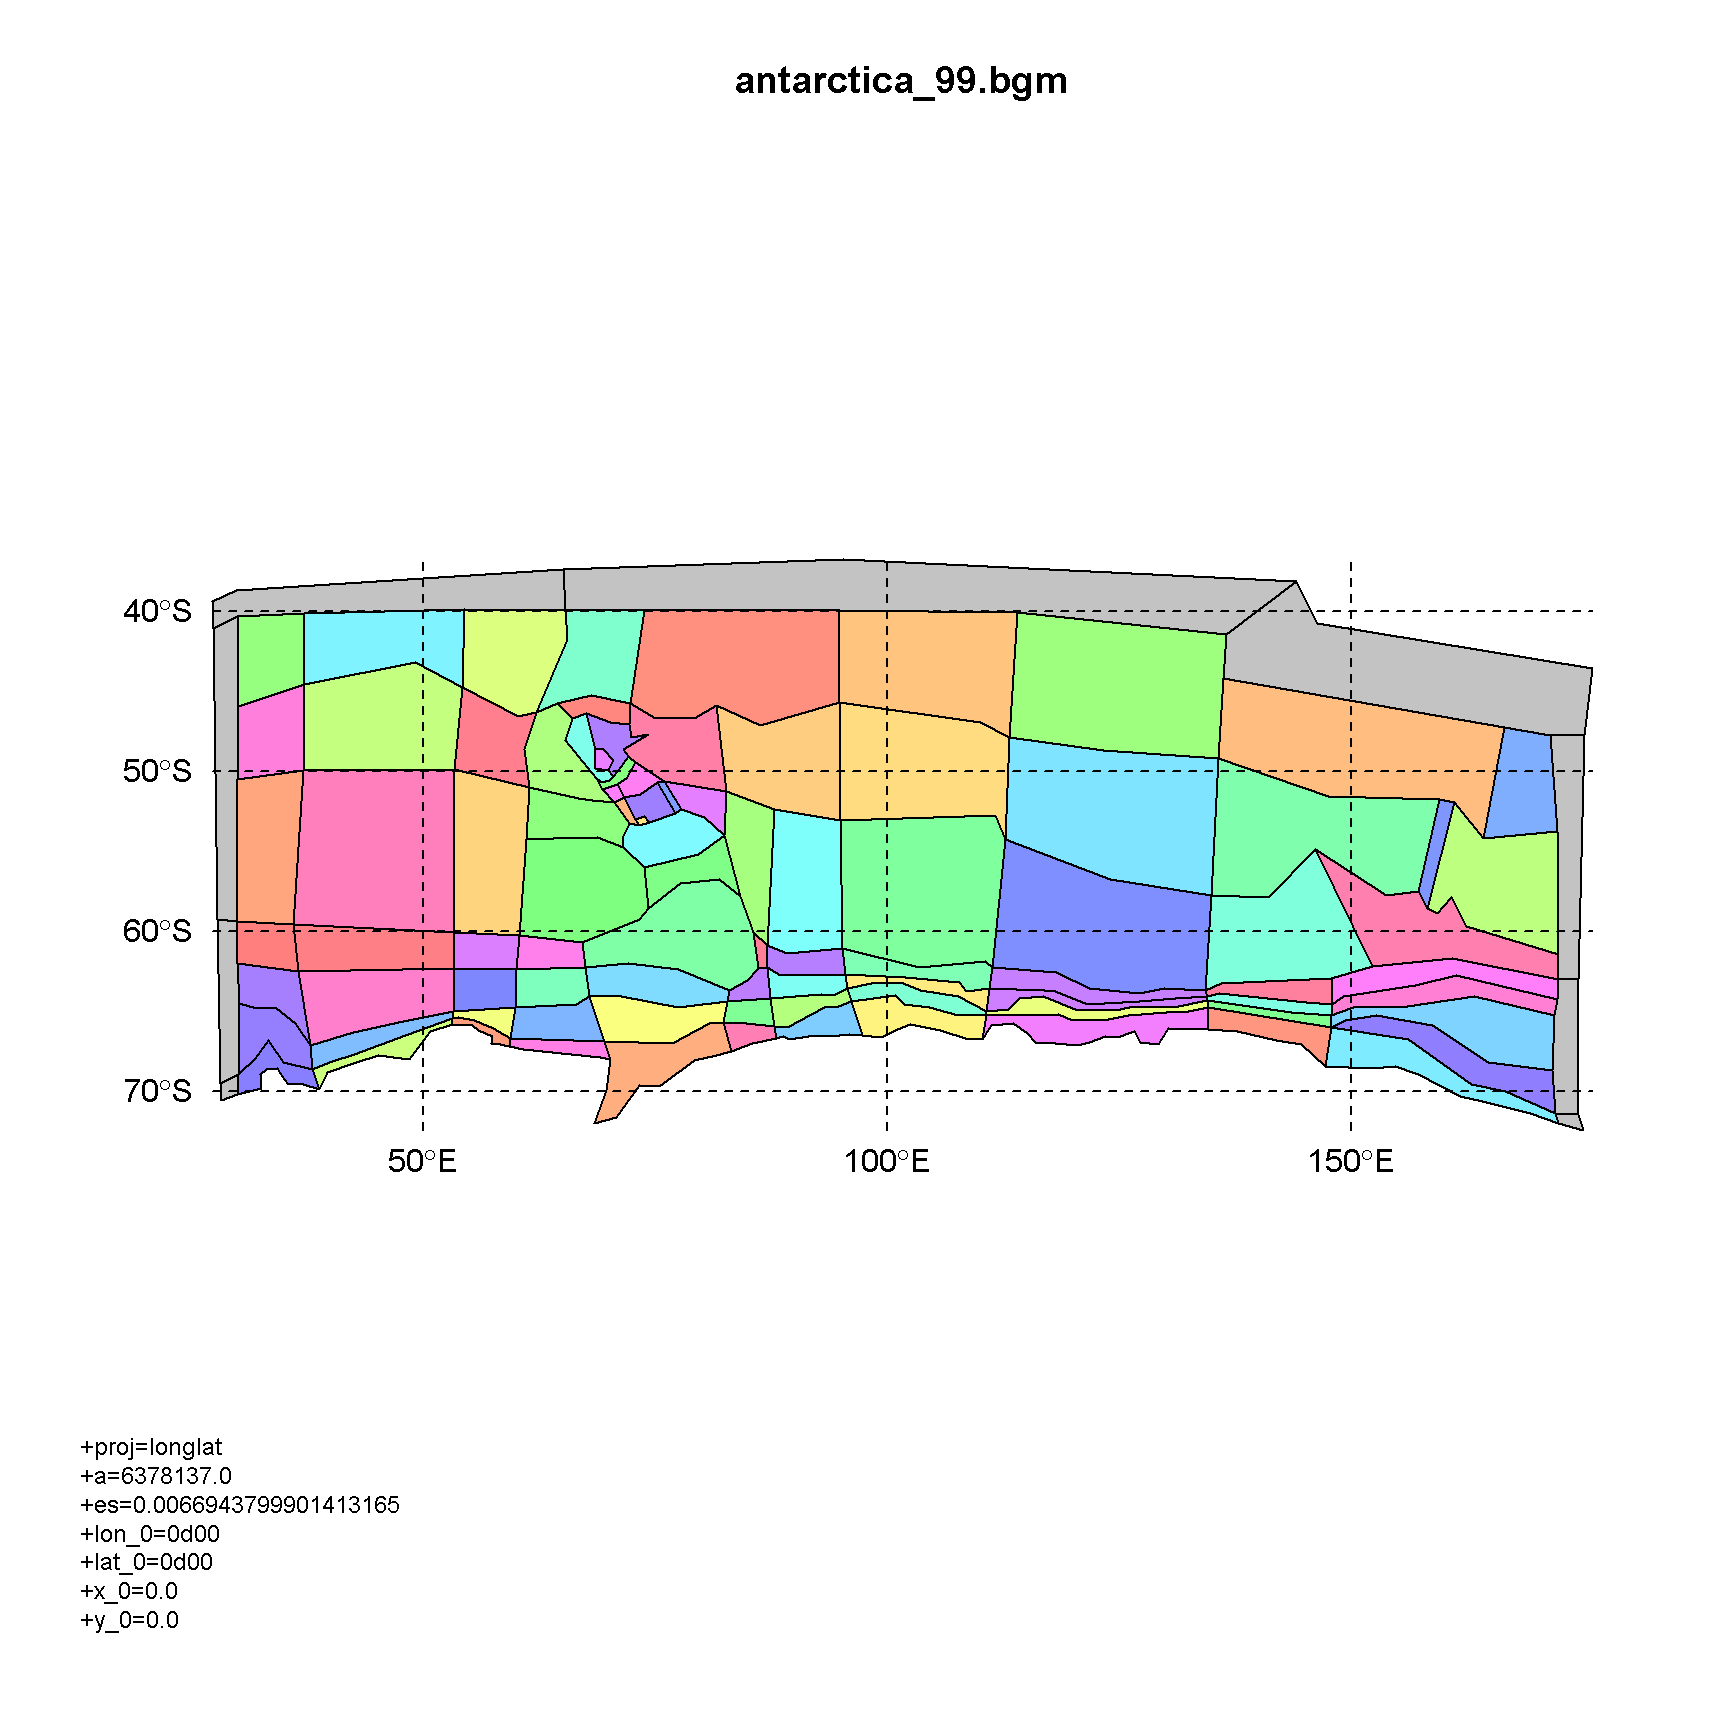 antarctica_99.bgm
40°S
50°S
60°S
70°S
50°E 100°E 150°E
+proj=longlat
+a=6378137.0
+es=0.0066943799901413165
+lon_0=0d00
+lat_0=0d00
+x_0=0.0
+y_0=0.0